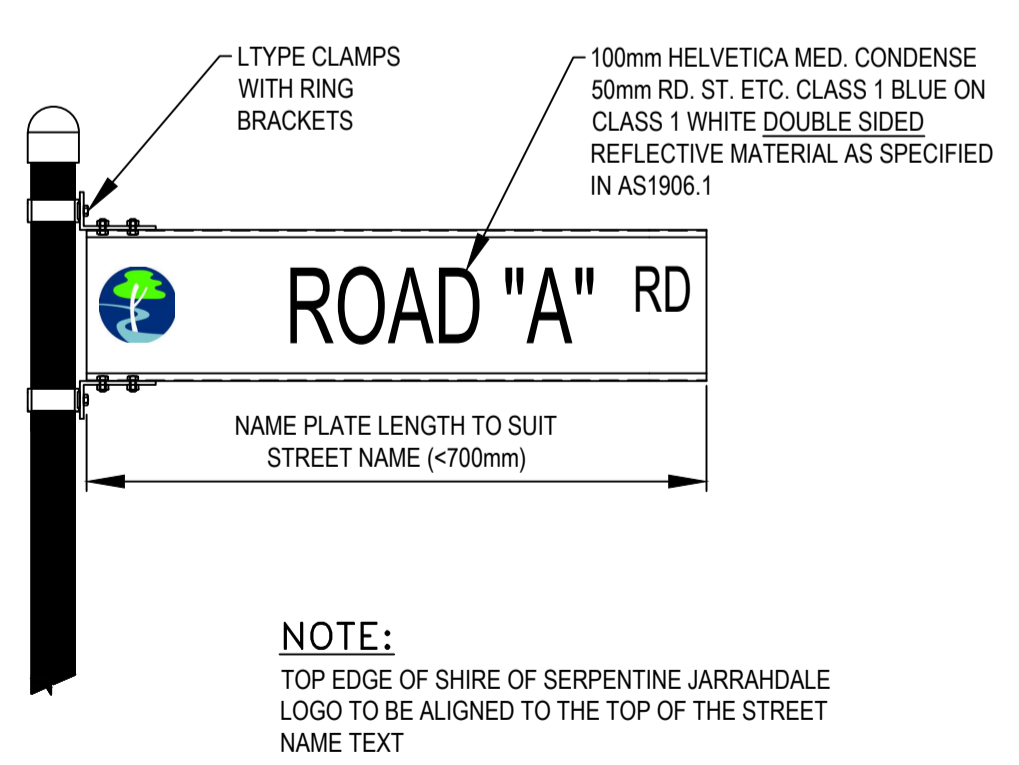 LTYPE CLAMPS
WITH RING
BRACKETS
100mm HELVETICA MED. CONDENSE
50mm RD. ST. ETC. CLASS 1 BLUE ON
CLASS 1 WHITE DOUBLE SIDED
REFLECTIVE MATERIAL AS SPECIFIED
IN AS1906.1
ROAD "A" RD
NAME PLATE LENGTH TO SUIT
STREET NAME (<700mm)
NOTE:
TOP EDGE OF SHIRE OF SERPENTINE JARRAHDALE
LOGO TO BE ALIGNED TO THE TOP OF THE STREET
NAME TEXT